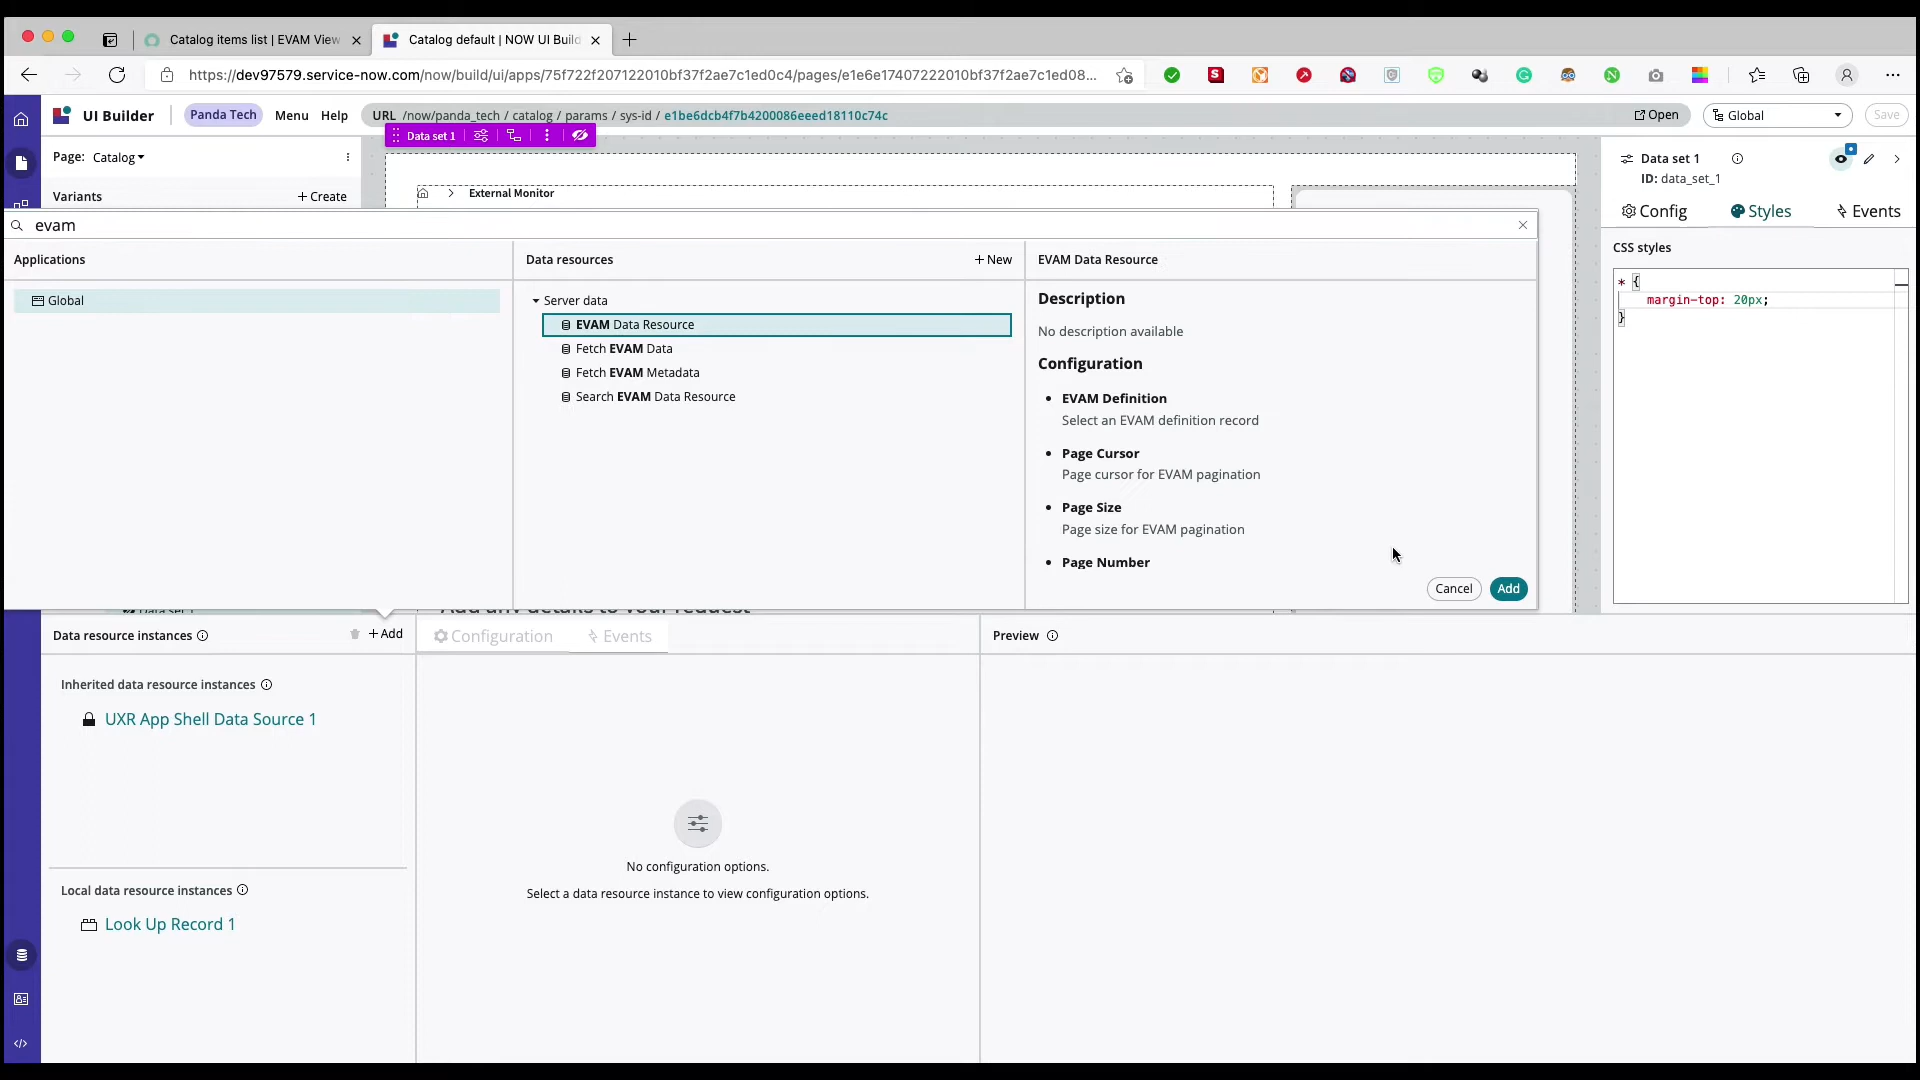 Catalog items list | EVAM View
Catalog default | NOW UI Build
https://dev97579.service-now.com/now/build/ui/apps/75f722f207122010bf37f2ae7c1ed0c4/pages/e1e6e17407222010bf37f2ae7c1ed08...
UI Builder
Panda Tech
Menu
Help
URL /now/panda_tech / catalog / params / sys-id / e1be6dcb4f7b4200086eeed18110c74c
Open
Global
Save
Data set 1
Page: Catalog
Variants
+ Create
External Monitor
Data set 1
ID: data_set_1
Config
Styles
Events
CSS styles
* {
margin-top: 20px;
}
evam
Applications
Global
Data resources
+ New
Server data
EVAM Data Resource
Fetch EVAM Data
Fetch EVAM Metadata
Search EVAM Data Resource
EVAM Data Resource
Description
No description available
Configuration
• EVAM Definition
Select an EVAM definition record
• Page Cursor
Page cursor for EVAM pagination
• Page Size
Page size for EVAM pagination
• Page Number
Cancel
Add
Add any details to your request
Data resource instances
+ Add
Configuration
Events
Preview
Inherited data resource instances
UXR App Shell Data Source 1
Local data resource instances
Look Up Record 1
No configuration options.
Select a data resource instance to view configuration options.